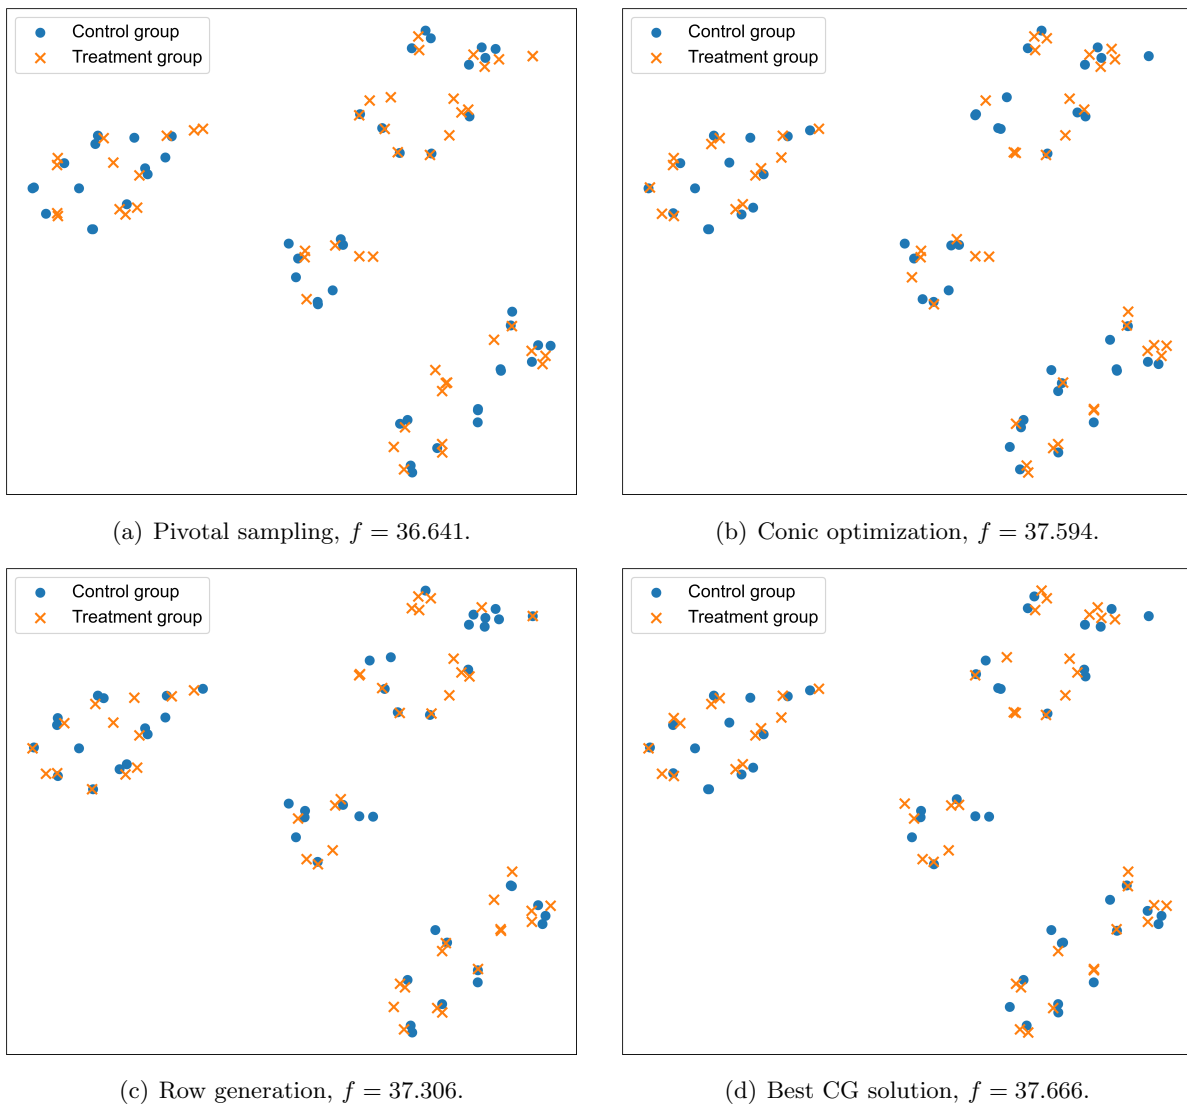 Control group
Treatment group
Control group
Treatment group
(a) Pivotal sampling, f = 36.641.
(b) Conic optimization, f = 37.594.
Control group
Treatment group
Control group
Treatment group
(c) Row generation, f = 37.306.
(d) Best CG solution, f = 37.666.